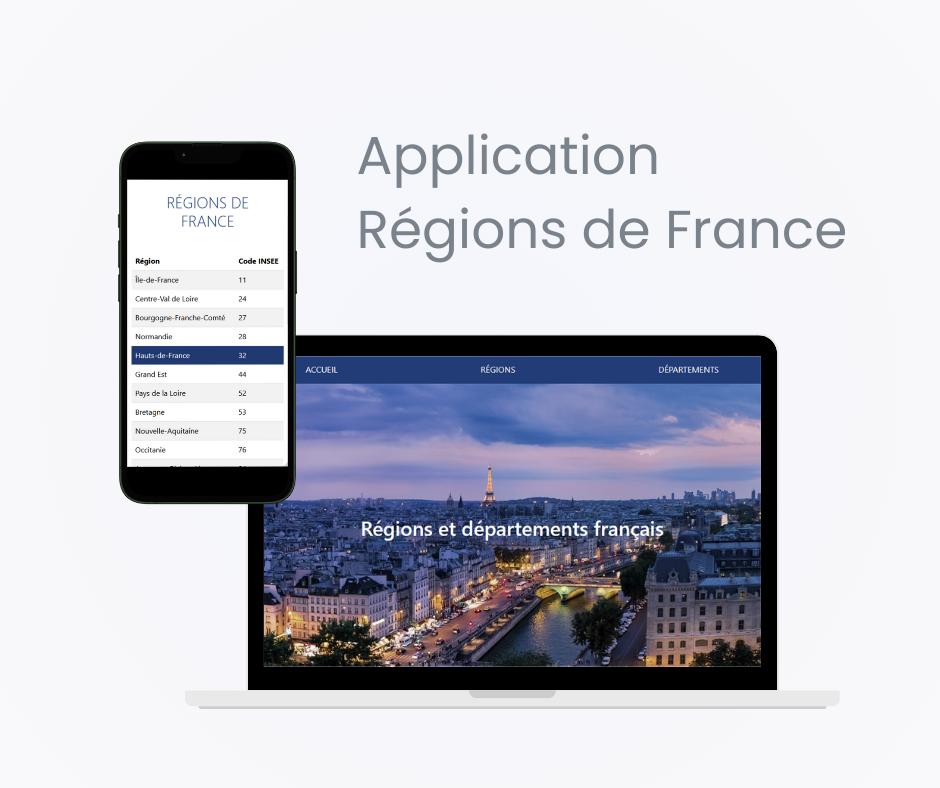 Application
Régions de France
RÉGIONS DE
FRANCE
Région Code INSEE
Île-de-France 11
Centre-Val de Loire 24
Bourgogne-Franche-Comté 27
Normandie 28
Hauts-de-France 32
Grand Est 44
Pays de la Loire 52
Bretagne 53
Nouvelle-Aquitaine 75
Occitanie 76
ACCUEIL RÉGIONS DÉPARTEMENTS
Régions et départements français